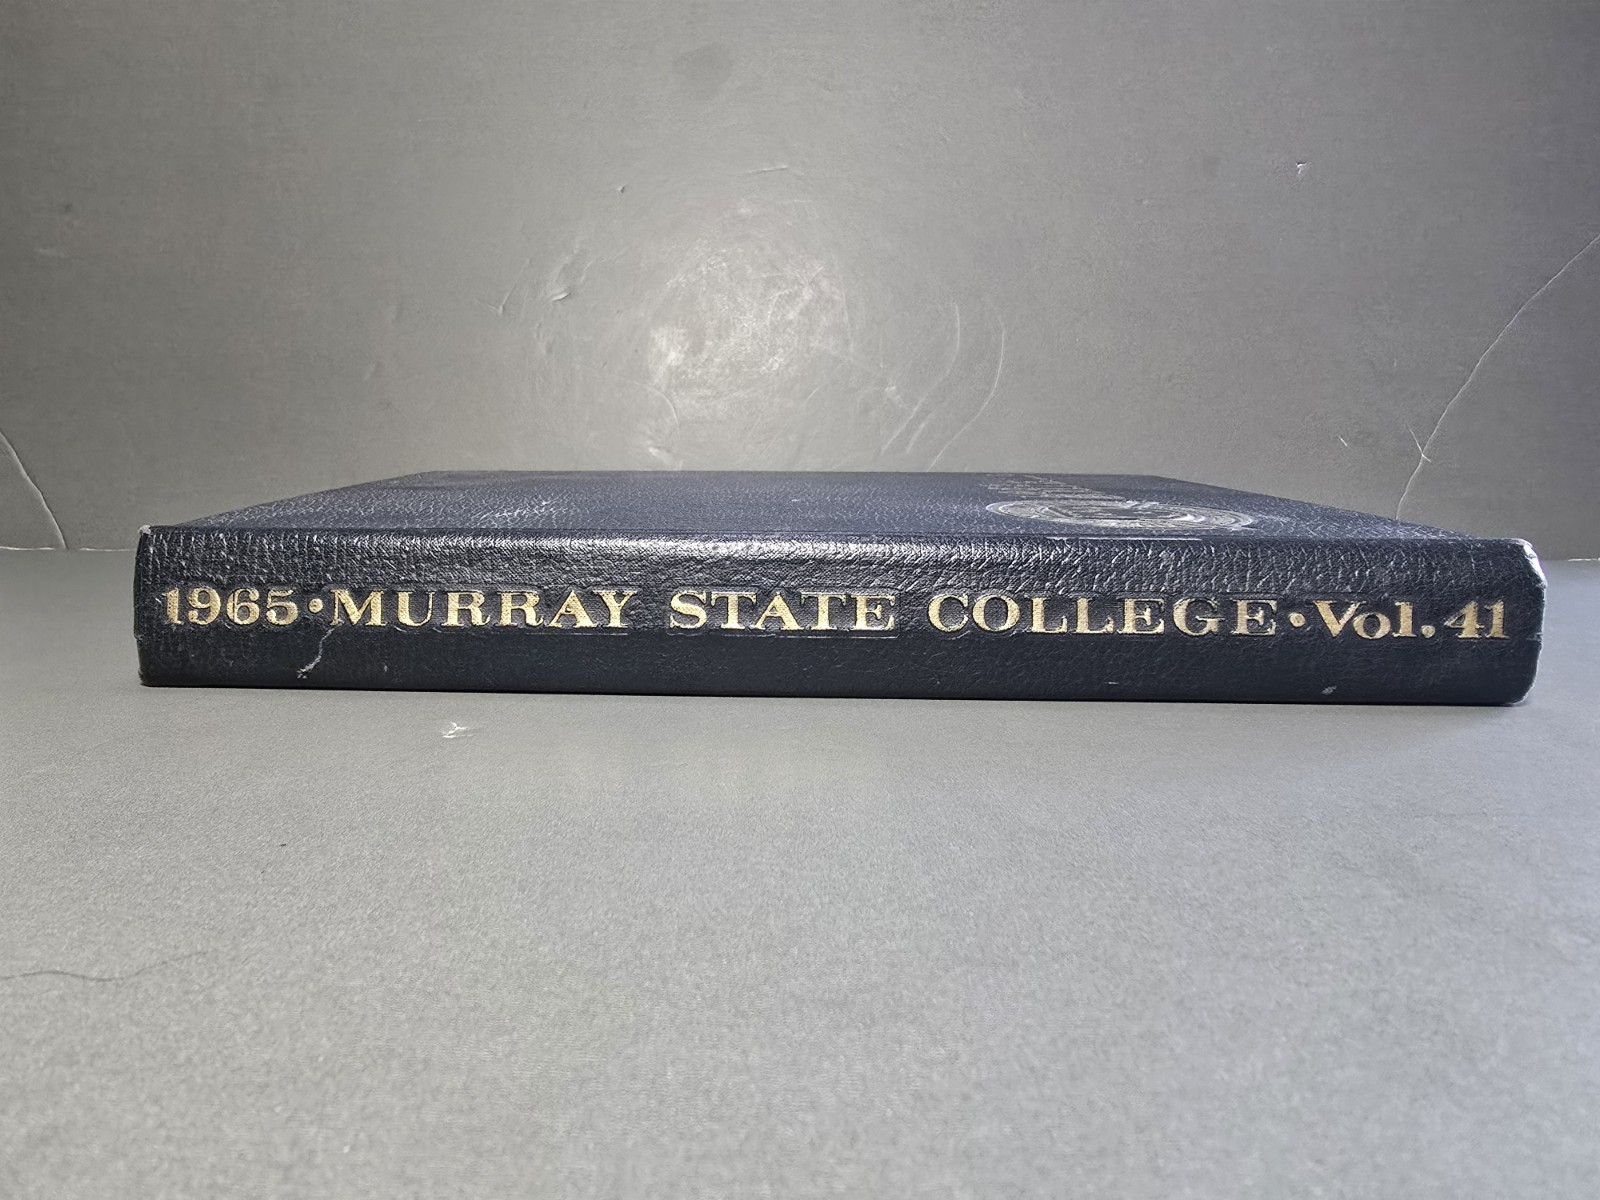 1965 • MURRAY STATE COLLEGE • Vol. 41